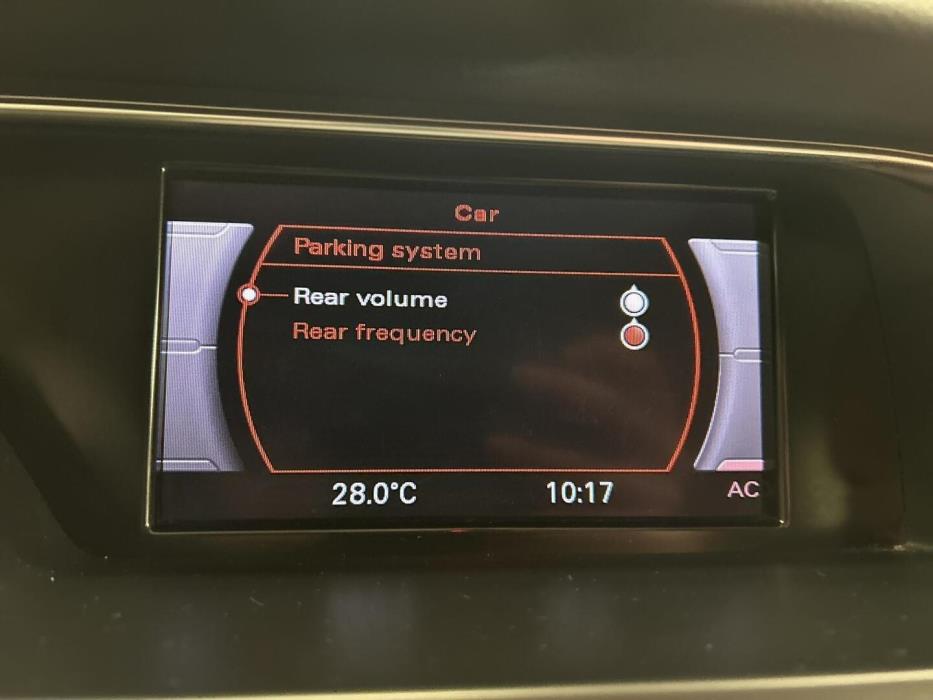 Car
Parking system
Rear volume
Rear frequency
28.0°C 10:17 AC